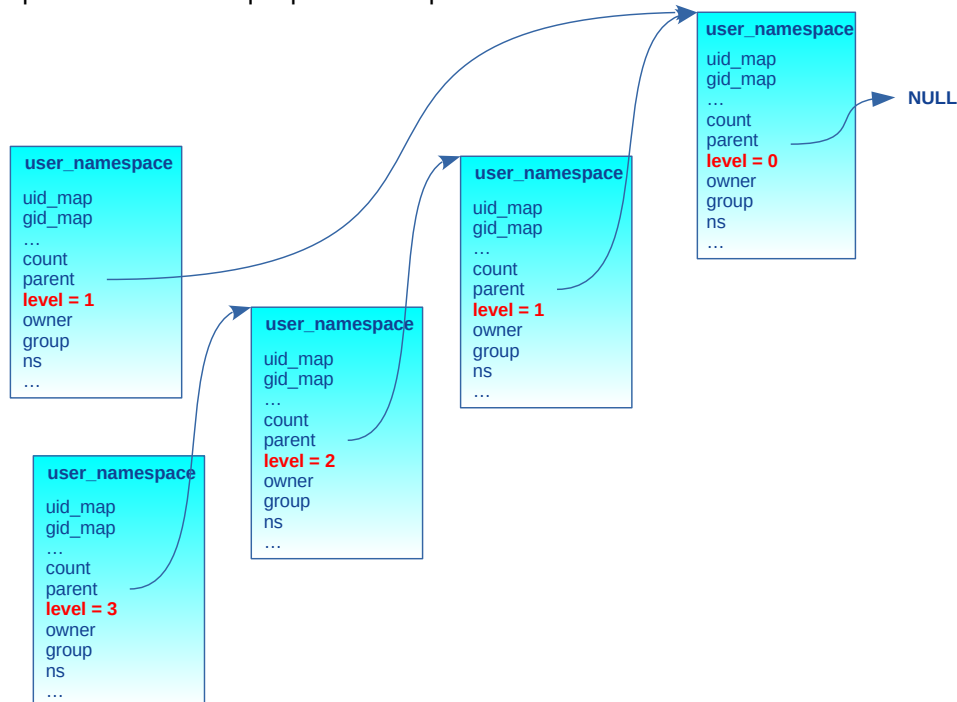 user_namespace
uid_map
gid_map
…
count
parent
level = 0
owner
group
ns
…
NULL
user_namespace
uid_map
gid_map
…
count
parent
level = 1
owner
group
ns
…
user_namespace
uid_map
gid_map
…
count
parent
level = 1
owner
group
ns
…
user_namespace
uid_map
gid_map
…
count
parent
level = 2
owner
group
ns
…
user_namespace
uid_map
gid_map
…
count
parent
level = 3
owner
group
ns
…